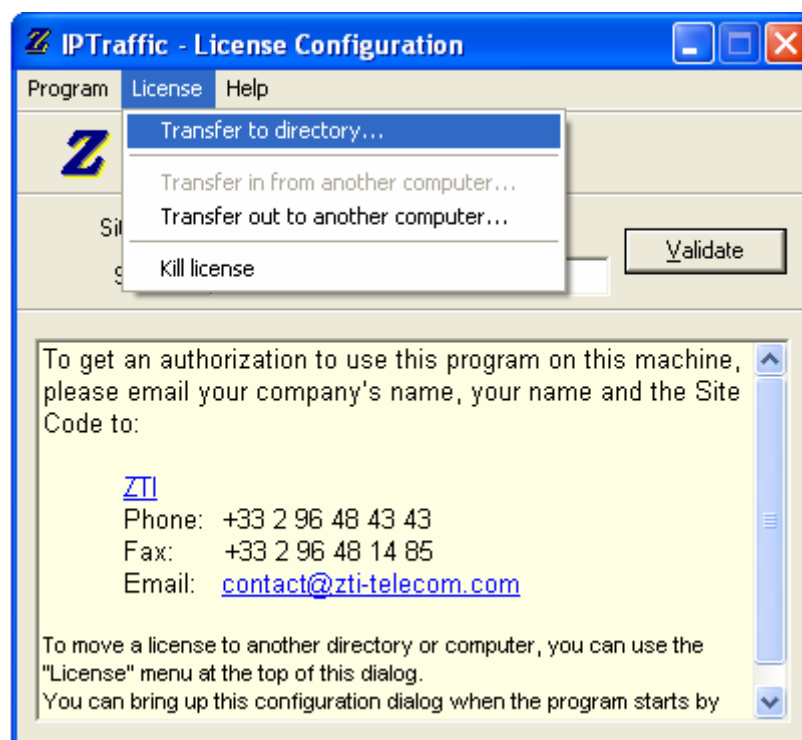 IPTraffic - License Configuration
Program License Help
Transfer to directory...
Transfer in from another computer...
Transfer out to another computer...
Kill license
Validate
To get an authorization to use this program on this machine,
please email your company's name, your name and the Site
Code to:
ZTI
Phone: +33 2 96 48 43 43
Fax: +33 2 96 48 14 85
Email: contact@zti-telecom.com
To move a license to another directory or computer, you can use the
"License" menu at the top of this dialog.
You can bring up this configuration dialog when the program starts by